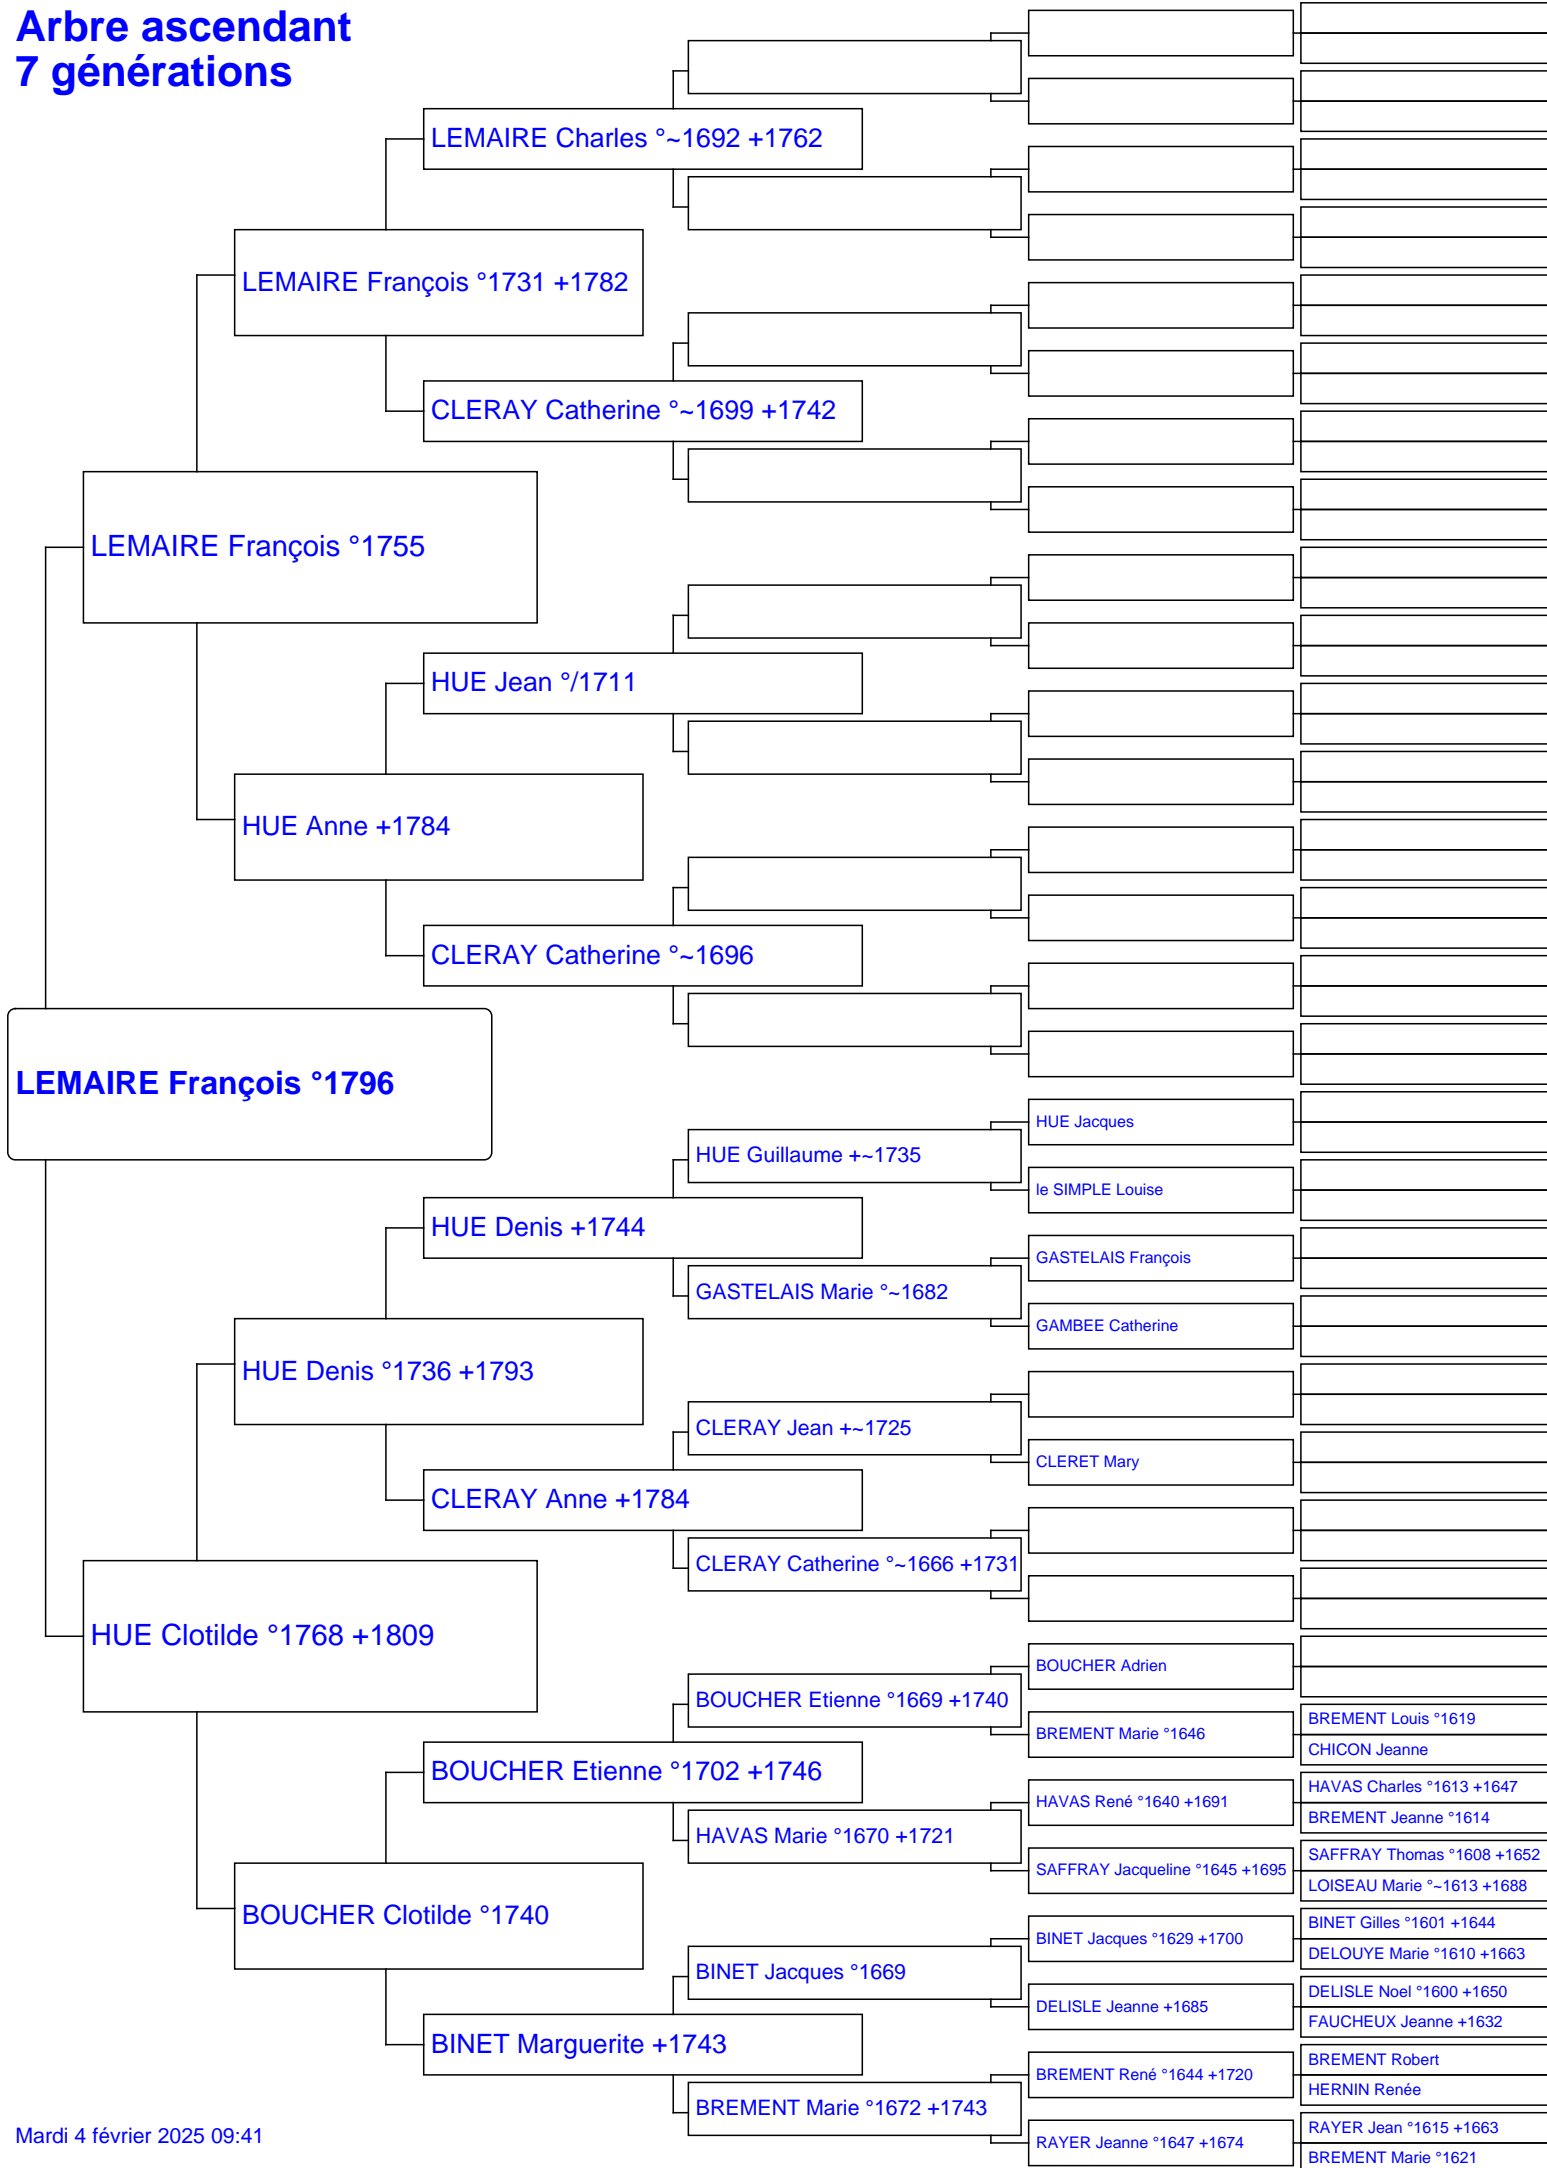 Arbre ascendant
7 générations
LEMAIRE Charles °~1692 +1762
LEMAIRE François °1731 +1782
CLERAY Catherine °~1699 +1742
LEMAIRE François °1755
HUE Jean °/1711
HUE Anne +1784
CLERAY Catherine °~1696
LEMAIRE François °1796
HUE Jacques
HUE Guillaume +~1735
le SIMPLE Louise
HUE Denis +1744
GASTELAIS François
GASTELAIS Marie °~1682
GAMBEE Catherine
HUE Denis °1736 +1793
CLERAY Jean +~1725
CLERET Mary
CLERAY Anne +1784
CLERAY Catherine °~1666 +1731
HUE Clotilde °1768 +1809
BOUCHER Adrien
BOUCHER Etienne °1669 +1740
BREMENT Louis °1619
BREMENT Marie °1646
CHICON Jeanne
BOUCHER Etienne °1702 +1746
HAVAS Charles °1613 +1647
HAVAS René °1640 +1691
BREMENT Jeanne °1614
HAVAS Marie °1670 +1721
SAFFRAY Thomas °1608 +1652
SAFFRAY Jacqueline °1645 +1695
LOISEAU Marie °~1613 +1688
BOUCHER Clotilde °1740
BINET Gilles °1601 +1644
BINET Jacques °1629 +1700
DELOUYE Marie °1610 +1663
BINET Jacques °1669
DELISLE Noel °1600 +1650
DELISLE Jeanne +1685
FAUCHEUX Jeanne +1632
BINET Marguerite +1743
BREMENT Robert
BREMENT René °1644 +1720
HERNIN Renée
BREMENT Marie °1672 +1743
RAYER Jean °1615 +1663
RAYER Jeanne °1647 +1674
BREMENT Marie °1621
Mardi 4 février 2025 09:41